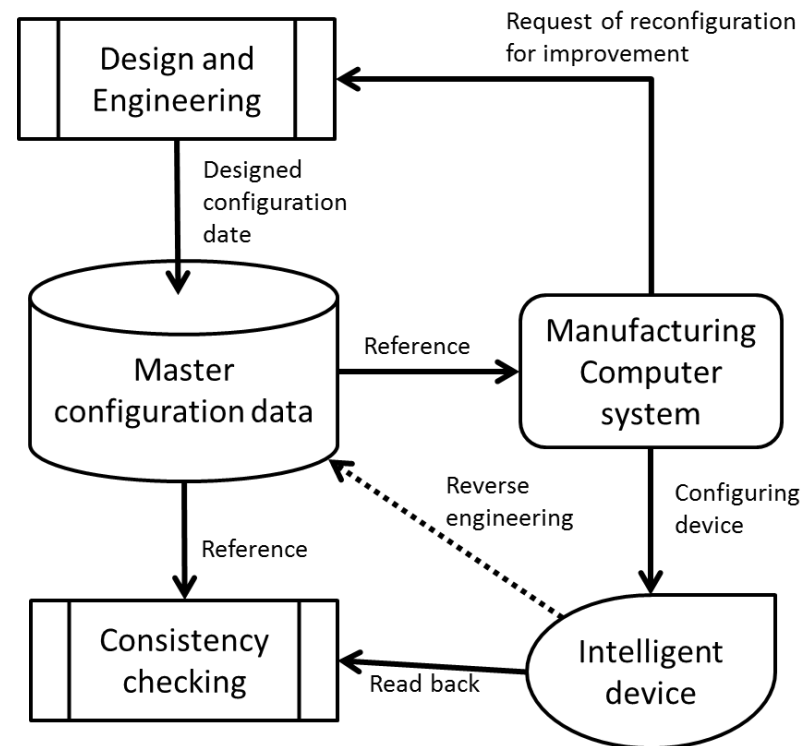 Request of reconfiguration
for improvement
Design and
Engineering
Designed
configuration
date
Reference
Master
configuration data
Manufacturing
Computer
system
Reverse
engineering
Configuring
device
Reference
Consistency
checking
Read back
Intelligent
device